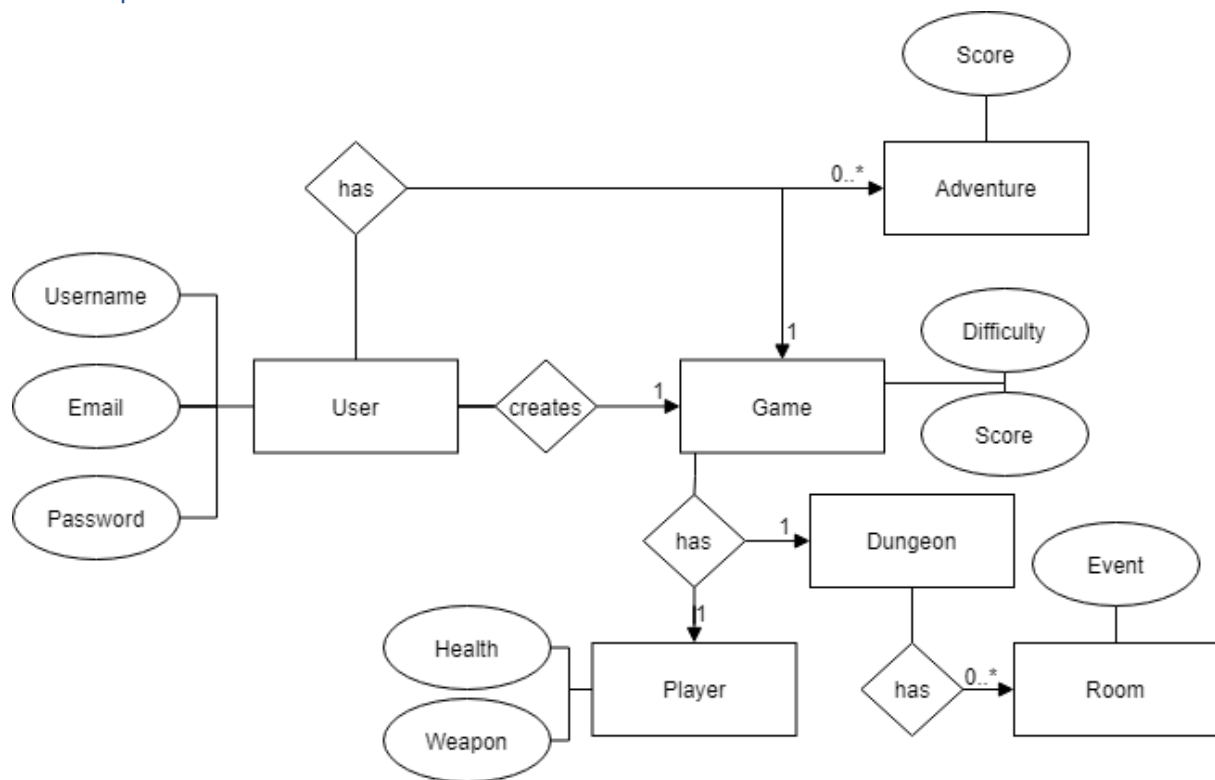 Score
has
0..*
Adventure
Username
Difficulty
1
Email
User
creates
1
Game
Score
Password
has
1
Dungeon
Event
1
Health
Player
has
0..*
Room
Weapon